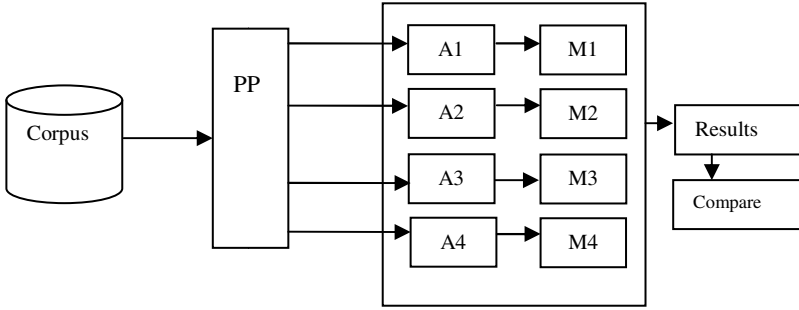 Corpus
PP
A1
M1
A2
M2
A3
M3
A4
M4
Results
Compare